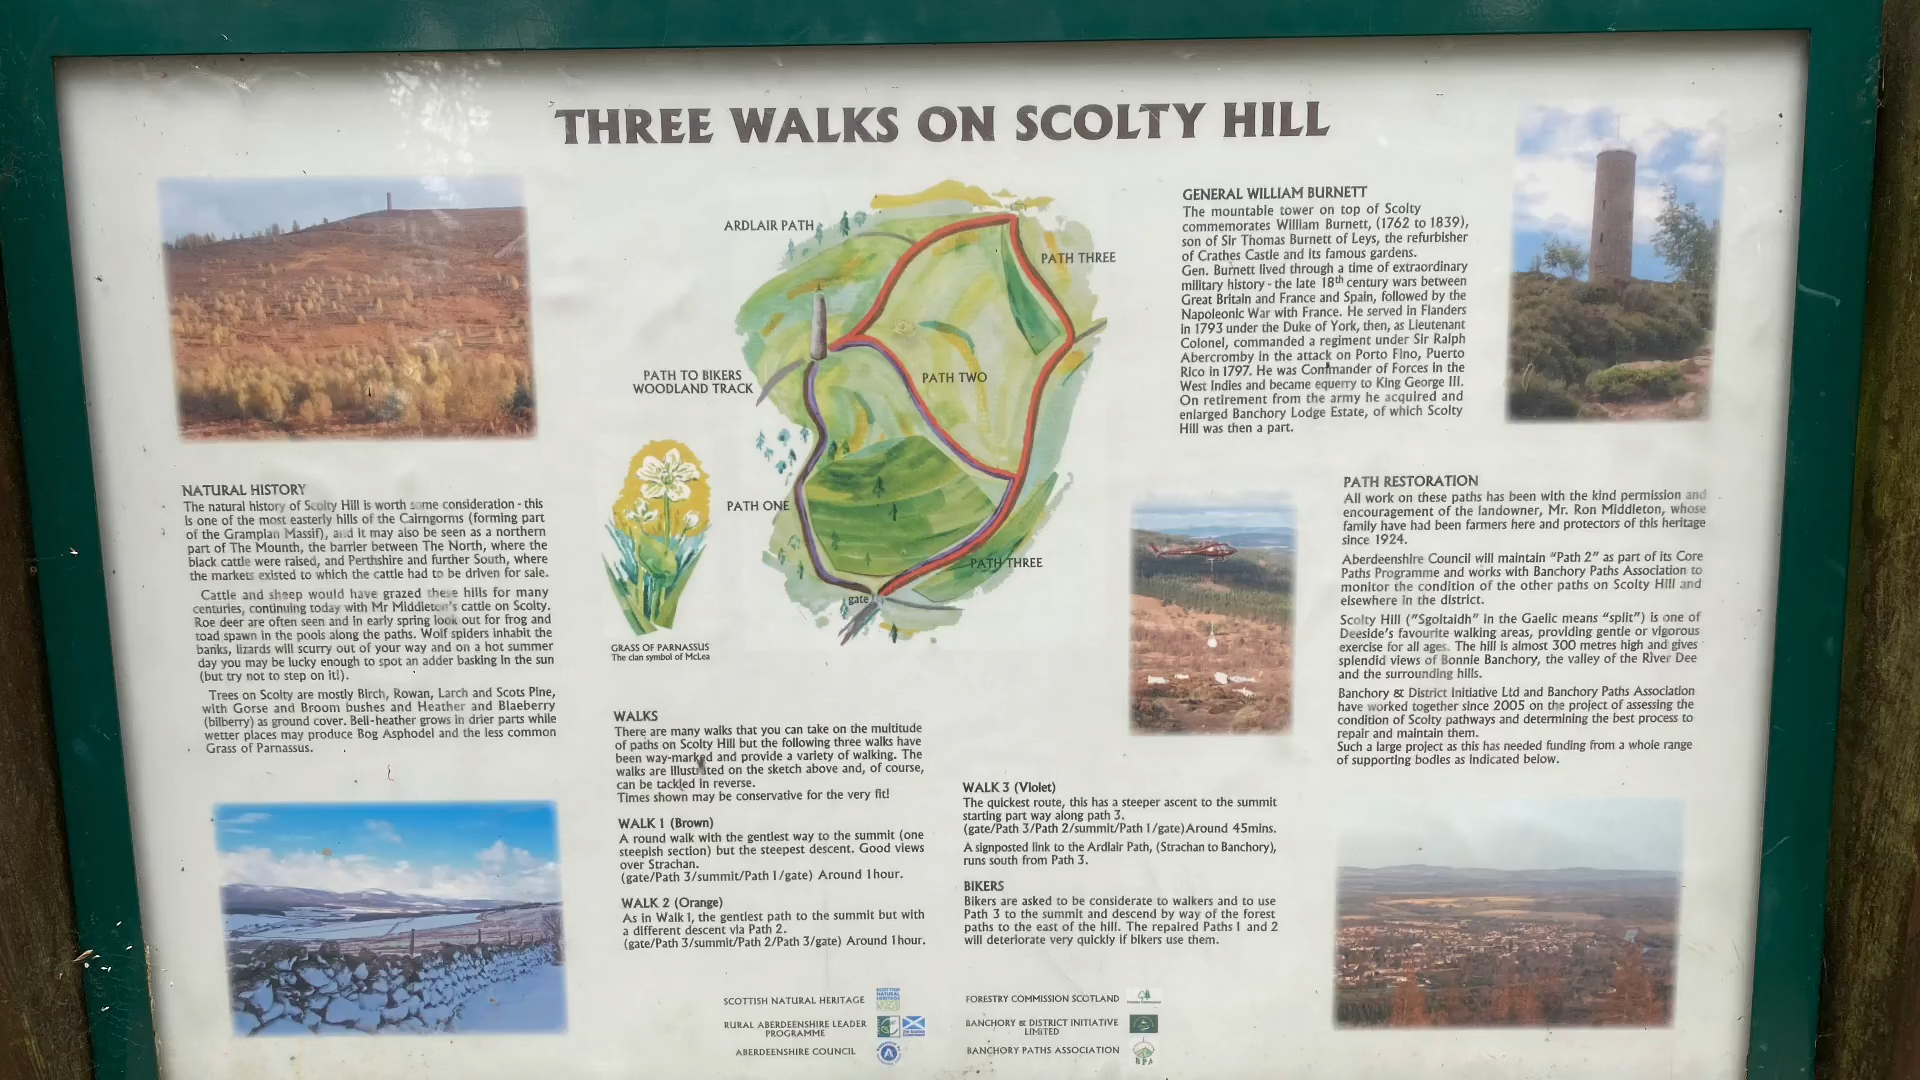 THREE WALKS ON SCOLTY HILL
ARDLAIR PATH
PATH THREE
PATH TO BIKERS
WOODLAND TRACK
PATH TWO
PATH ONE
PATH THREE
gate
GRASS OF PARNASSUS
The clan symbol of McLea
GENERAL WILLIAM BURNETT
The mountable tower on top of Scolty
commemorates William Burnett, (1762 to 1839),
son of Sir Thomas Burnett of Leys, the refurbisher
of Crathes Castle and its famous gardens.
Gen. Burnett lived through a time of extraordinary
military history - the late 18th century wars between
Great Britain and France and Spain, followed by the
Napoleonic War with France. He served in Flanders
in 1793 under the Duke of York, then, as Lieutenant
Colonel, commanded a regiment under Sir Ralph
Abercromby in the attack on Porto Fino, Puerto
Rico in 1797. He was Commander of Forces in the
West Indies and became equerry to King George III.
On retirement from the army he acquired and
enlarged Banchory Lodge Estate, of which Scolty
Hill was then a part.
NATURAL HISTORY
The natural history of Scolty Hill is worth some consideration - this
is one of the most easterly hills of the Cairngorms (forming part
of the Grampian Massif), and it may also be seen as a northern
part of The Mounth, the barrier between The North, where the
black cattle were raised, and Perthshire and further South, where
the markets existed to which the cattle had to be driven for sale.
Cattle and sheep would have grazed these hills for many
centuries, continuing today with Mr Middleton's cattle on Scolty.
Roe deer are often seen and in early spring look out for frog and
toad spawn in the pools along the paths. Wolf spiders inhabit the
banks, lizards will scurry out of your way and on a hot summer
day you may be lucky enough to spot an adder basking in the sun
(but try not to step on it!).
Trees on Scolty are mostly Birch, Rowan, Larch and Scots Pine,
with Gorse and Broom bushes and Heather and Blaeberry
(bilberry) as ground cover. Bell-heather grows in drier parts while
wetter places may produce Bog Asphodel and the less common
Grass of Parnassus.
WALKS
There are many walks that you can take on the multitude
of paths on Scolty Hill but the following three walks have
been way-marked and provide a variety of walking. The
walks are illustrated on the sketch above and, of course,
can be tackled in reverse.
Times shown may be conservative for the very fit!
WALK 1 (Brown)
A round walk with the gentlest way to the summit (one
steepish section) but the steepest descent. Good views
over Strachan.
(gate/Path 3/summit/Path 1/gate) Around 1hour.
WALK 2 (Orange)
As in Walk 1, the gentlest path to the summit but with
a different descent via Path 2.
(gate/Path 3/summit/Path 2/Path 3/gate) Around 1hour.
WALK 3 (Violet)
The quickest route, this has a steeper ascent to the summit
starting part way along path 3.
(gate/Path 3/Path 2/summit/Path 1/gate)Around 45mins.
A signposted link to the Ardlair Path, (Strachan to Banchory),
runs south from Path 3.
BIKERS
Bikers are asked to be considerate to walkers and to use
Path 3 to the summit and descend by way of the forest
paths to the east of the hill. The repaired Paths 1 and 2
will deteriorate very quickly if bikers use them.
PATH RESTORATION
All work on these paths has been with the kind permission and
encouragement of the landowner, Mr. Ron Middleton, whose
family have had been farmers here and protectors of this heritage
since 1924.
Aberdeenshire Council will maintain "Path 2" as part of its Core
Paths Programme and works with Banchory Paths Association to
monitor the condition of the other paths on Scolty Hill and
elsewhere in the district.
Scolty Hill ("Sgoltaidh" in the Gaelic means "split") is one of
Deeside's favourite walking areas, providing gentle or vigorous
exercise for all ages. The hill is almost 300 metres high and gives
splendid views of Bonnie Banchory, the valley of the River Dee
and the surrounding hills.
Banchory & District Initiative Ltd and Banchory Paths Association
have worked together since 2005 on the project of assessing the
condition of Scolty pathways and determining the best process to
repair and maintain them.
Such a large project as this has needed funding from a whole range
of supporting bodies as indicated below.
SCOTTISH NATURAL HERITAGE
RURAL ABERDEENSHIRE LEADER
PROGRAMME
ABERDEENSHIRE COUNCIL
FORESTRY COMMISSION SCOTLAND
BANCHORY & DISTRICT INITIATIVE
LIMITED
BANCHORY PATHS ASSOCIATION
SCOTTISH
NATURAL
HERITAGE
BPA